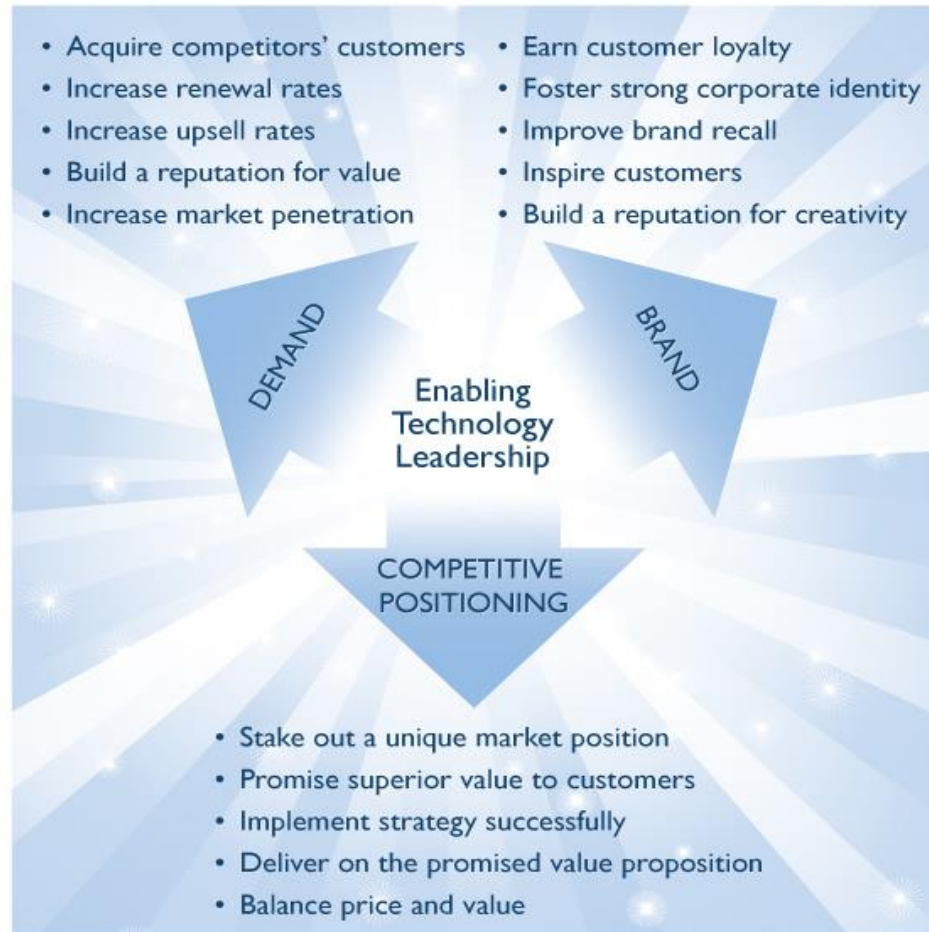 • Acquire competitors’ customers
• Increase renewal rates
• Increase upsell rates
• Build a reputation for value
• Increase market penetration
• Earn customer loyalty
• Foster strong corporate identity
• Improve brand recall
• Inspire customers
• Build a reputation for creativity
DEMAND
BRAND
Enabling
Technology
Leadership
COMPETITIVE
POSITIONING
• Stake out a unique market position
• Promise superior value to customers
• Implement strategy successfully
• Deliver on the promised value proposition
• Balance price and value